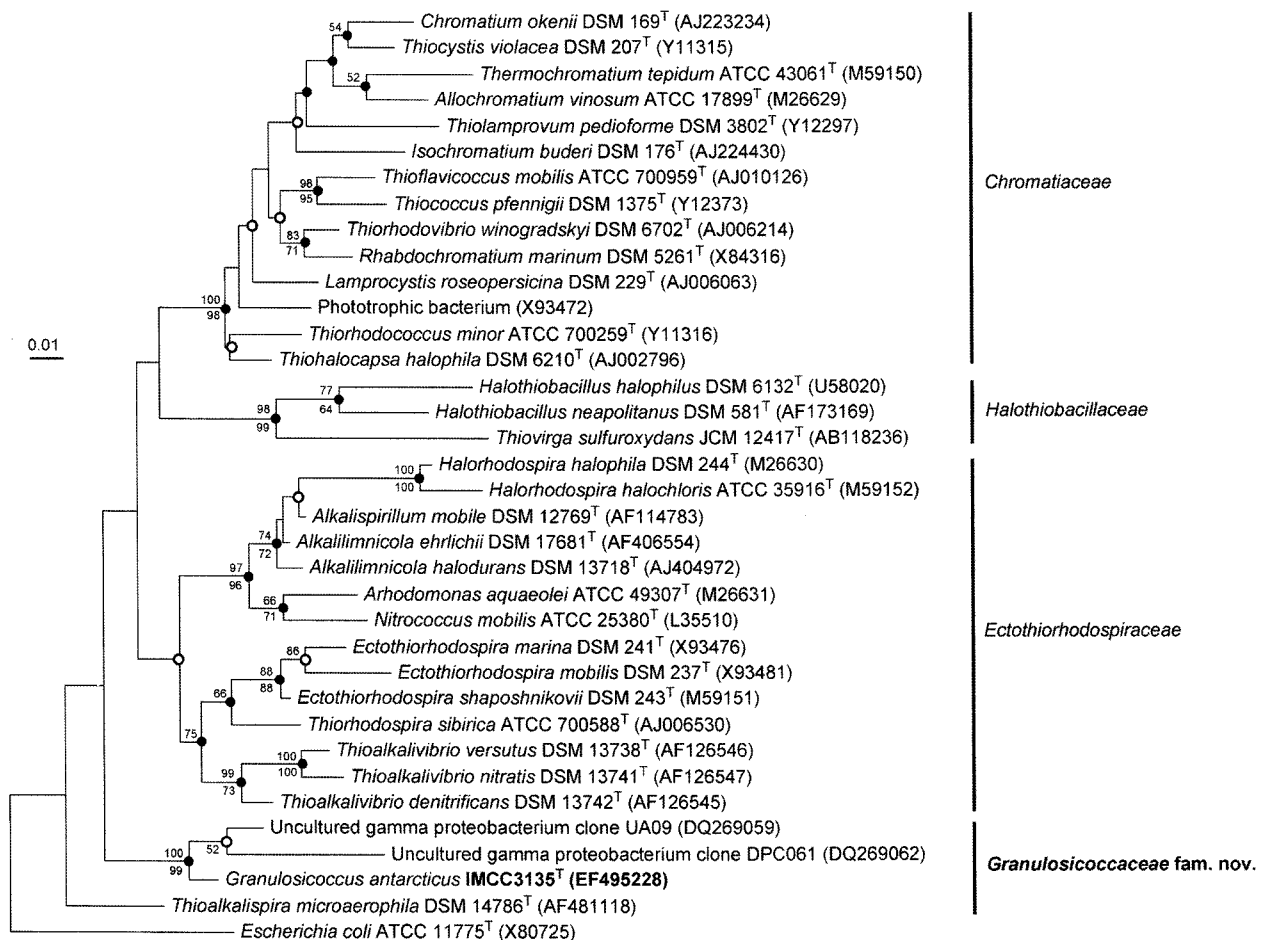 54
Chromatium okenii DSM 169T (AJ223234)
Thiocystis violacea DSM 207T (Y11315)
52
Thermochromatium tepidum ATCC 43061T (M59150)
Allochromatium vinosum ATCC 17899T (M26629)
Thiolamprovum pedioforme DSM 3802T (Y12297)
Isochromatium buderi DSM 176T (AJ224430)
98
95
Thioflavicoccus mobilis ATCC 700959T (AJ010126)
Thiococcus pfennigii DSM 1375T (Y12373)
Chromatiaceae
83
71
Thiorhodovibrio winogradskyi DSM 6702T (AJ006214)
Rhabdochromatium marinum DSM 5261T (X84316)
Lamprocystis roseopersicina DSM 229T (AJ006063)
100
98
Phototrophic bacterium (X93472)
Thiorhodococcus minor ATCC 700259T (Y11316)
0.01
Thiohalocapsa halophila DSM 6210T (AJ002796)
77
64
Halothiobacillus halophilus DSM 6132T (U58020)
98
99
Halothiobacillus neapolitanus DSM 581T (AF173169)
Halothiobacillaceae
Thiovirga sulfuroxydans JCM 12417T (AB118236)
100
100
Halorhodospira halophila DSM 244T (M26630)
Halorhodospira halochloris ATCC 35916T (M59152)
Alkalispirillum mobile DSM 12769T (AF114783)
74
72
Alkalilimnicola ehrlichii DSM 17681T (AF406554)
Alkalilimnicola halodurans DSM 13718T (AJ404972)
97
96
66
71
Arhodomonas aquaeolei ATCC 49307T (M26631)
Nitrococcus mobilis ATCC 25380T (L35510)
Ectothiorhodospiraceae
86
Ectothiorhodospira marina DSM 241T (X93476)
Ectothiorhodospira mobilis DSM 237T (X93481)
88
88
Ectothiorhodospira shaposhnikovii DSM 243T (M59151)
66
Thiorhodospira sibirica ATCC 700588T (AJ006530)
75
100
100
Thioalkalivibrio versutus DSM 13738T (AF126546)
Thioalkalivibrio nitratis DSM 13741T (AF126547)
99
73
Thioalkalivibrio denitrificans DSM 13742T (AF126545)
Uncultured gamma proteobacterium clone UA09 (DQ269059)
52
Uncultured gamma proteobacterium clone DPC061 (DQ269062)
100
99
Granulosicoccaceae fam. nov.
Granulosicoccus antarcticus IMCC3135T (EF495228)
Thioalkalispira microaerophila DSM 14786T (AF481118)
Escherichia coli ATCC 11775T (X80725)